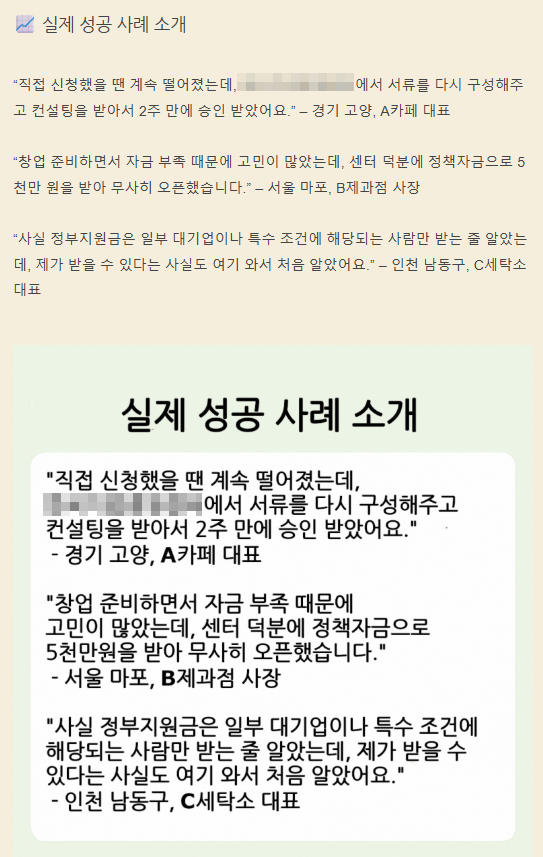 실제 성공 사례 소개
“직접 신청했을 땐 계속 떨어졌는데, 에서 서류를 다시 구성해주
고 컨설팅을 받아서 2주 만에 승인 받았어요.” – 경기 고양, A카페 대표
“창업 준비하면서 자금 부족 때문에 고민이 많았는데, 센터 덕분에 정책자금으로 5
천만 원을 받아 무사히 오픈했습니다.” – 서울 마포, B제과점 사장
“사실 정부지원금은 일부 대기업이나 특수 조건에 해당되는 사람만 받는 줄 알았는
데, 제가 받을 수 있다는 사실도 여기 와서 처음 알았어요.” – 인천 남동구, C세탁소
대표
실제 성공 사례 소개
"직접 신청했을 땐 계속 떨어졌는데,
에서 서류를 다시 구성해주고
컨설팅을 받아서 2주 만에 승인 받았어요."
- 경기 고양, A카페 대표
"창업 준비하면서 자금 부족 때문에
고민이 많았는데, 센터 덕분에 정책자금으로
5천만원을 받아 무사히 오픈했습니다."
- 서울 마포, B제과점 사장
"사실 정부지원금은 일부 대기업이나 특수 조건에
해당되는 사람만 받는 줄 알았는데, 제가 받을 수
있다는 사실도 여기 와서 처음 알았어요."
- 인천 남동구, C세탁소 대표